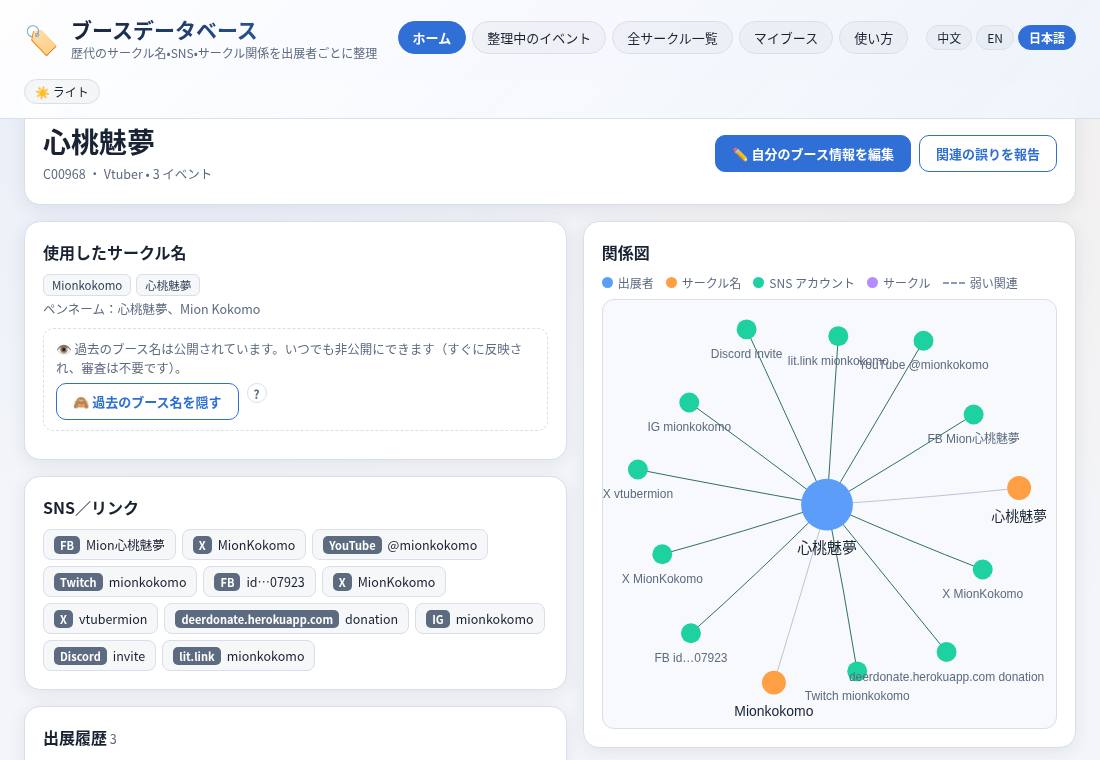 ブースデータベース
歴代のサークル名•SNS•サークル関係を出展者ごとに整理
ホーム
整理中のイベント
全サークル一覧
マイブース
使い方
中文
EN
日本語
ライト
心桃魅夢
C00968 ・ Vtuber • 3 イベント
自分のブース情報を編集
関連の誤りを報告
使用したサークル名
Mionkokomo
心桃魅夢
ペンネーム：心桃魅夢、Mion Kokomo
過去のブース名は公開されています。いつでも非公開にできます（すぐに反映さ
れ、審査は不要です）。
過去のブース名を隠す
?
SNS／リンク
FB Mion心桃魅夢
X MionKokomo
YouTube @mionkokomo
Twitch mionkokomo
FB id…07923
X MionKokomo
X vtubermion
deerdonate.herokuapp.com donation
IG mionkokomo
Discord invite
lit.link mionkokomo
出展履歴 3
関係図
出展者
サークル名
SNS アカウント
サークル
弱い関連
Discord invite
lit.link mionkokomo
YouTube @mionkokomo
IG mionkokomo
FB Mion心桃魅夢
X vtubermion
心桃魅夢
心桃魅夢
X MionKokomo
X MionKokomo
FB id…07923
deerdonate.herokuapp.com donation
Twitch mionkokomo
Mionkokomo